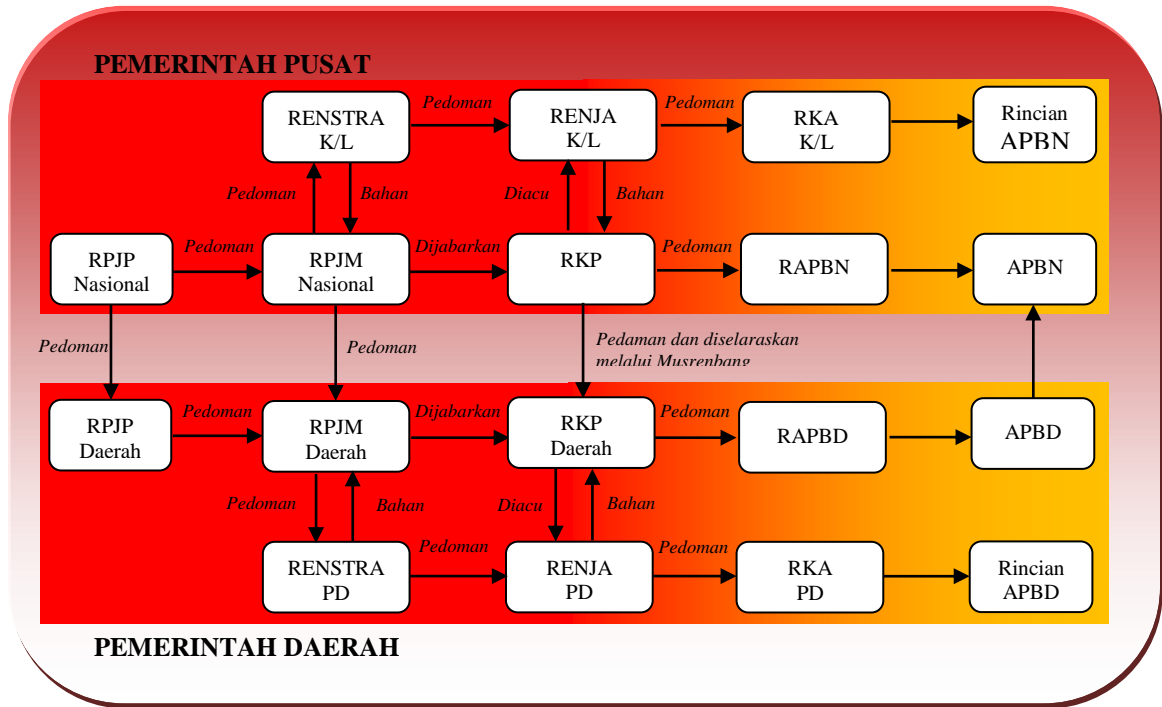 PEMERINTAH PUSAT
Pedoman
Pedoman
RENSTRA
K/L
RENJA
K/L
RKA
K/L
Rincian
APBN
Pedoman
Bahan
Diacu
Bahan
RPJP
Nasional
Pedoman
RPJM
Nasional
Dijabarkan
RKP
Pedoman
RAPBN
APBN
Pedoman
Pedoman
Pedaman dan diselaraskan
melalui Musrenbang
RPJP
Daerah
Pedoman
RPJM
Daerah
Dijabarkan
RKP
Daerah
Pedoman
RAPBD
APBD
Pedoman
Bahan
Diacu
Bahan
RENSTRA
PD
Pedoman
RENJA
PD
Pedoman
RKA
PD
Rincian
APBD
PEMERINTAH DAERAH